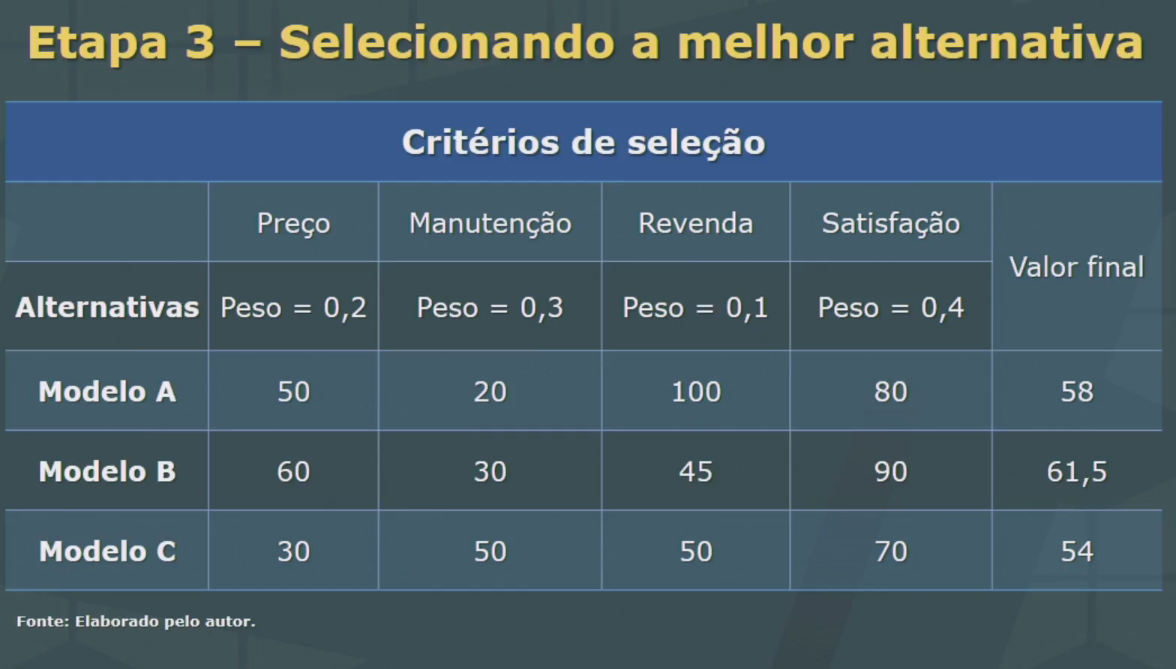 Etapa 3 – Selecionando a melhor alternativa
Critérios de seleção
Preço Manutenção Revenda Satisfação Valor final
Alternativas Peso = 0,2 Peso = 0,3 Peso = 0,1 Peso = 0,4
Modelo A 50 20 100 80 58
Modelo B 60 30 45 90 61,5
Modelo C 30 50 50 70 54
Fonte: Elaborado pelo autor.